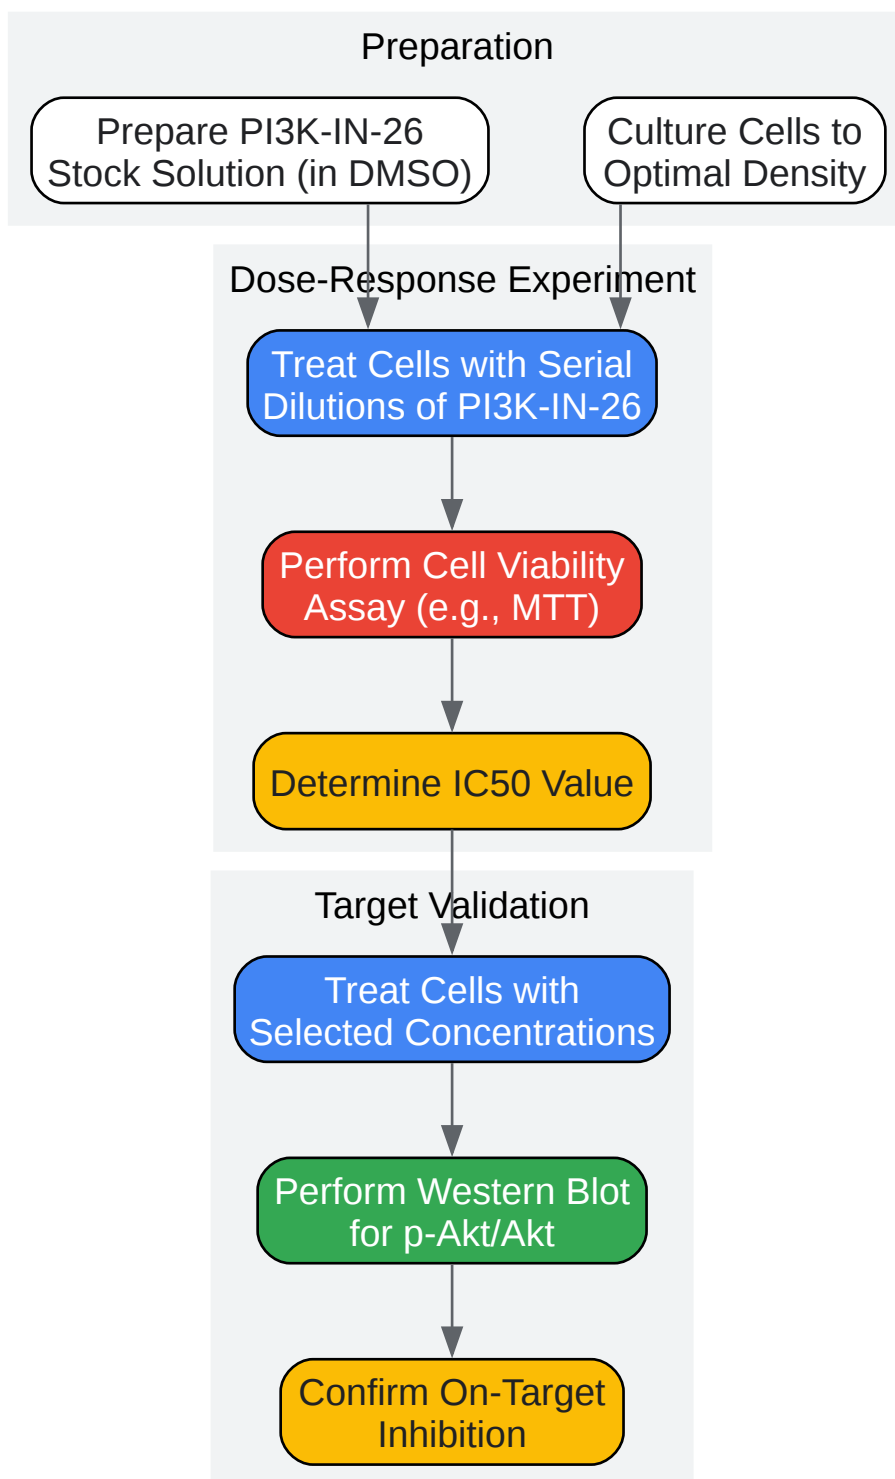 Preparation
Prepare PI3K-IN-26
Stock Solution (in DMSO)
Culture Cells to
Optimal Density
Dose-Response Experiment
Treat Cells with Serial
Dilutions of PI3K-IN-26
Perform Cell Viability
Assay (e.g., MTT)
Determine IC50 Value
Target Validation
Treat Cells with
Selected Concentrations
Perform Western Blot
for p-Akt/Akt
Confirm On-Target
Inhibition